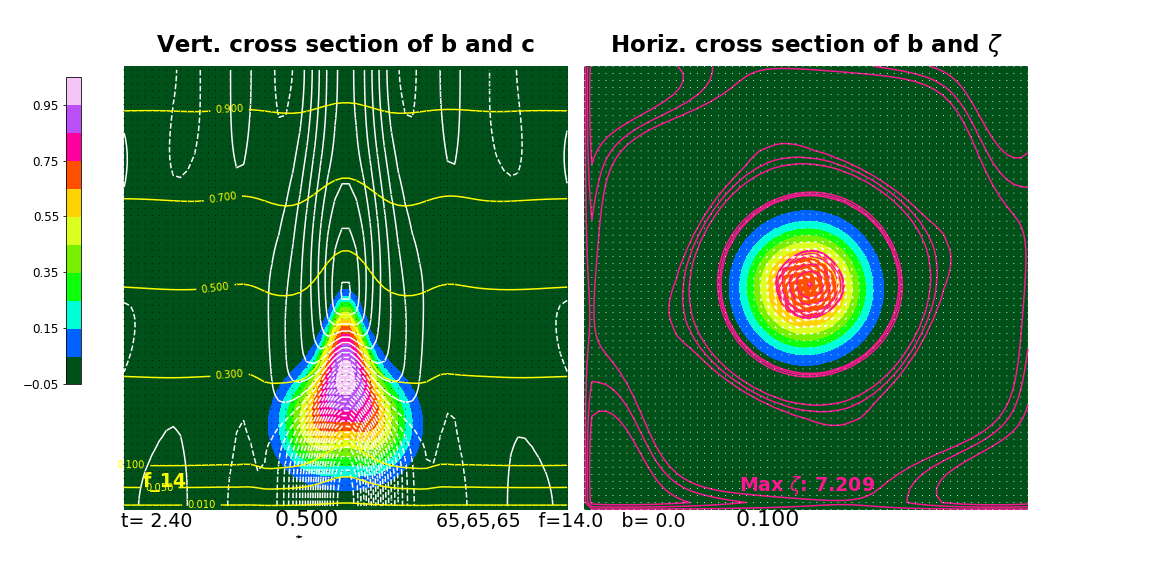 Vert. cross section of b and c
Horiz. cross section of b and ζ
0.95
0.75
0.55
0.35
0.15
−0.05
0.900
0.700
0.500
0.300
0.100
0.050
0.010
f 14
Max ζ: 7.209
t= 2.40
0.500
65,65,65
f=14.0
b= 0.0
0.100